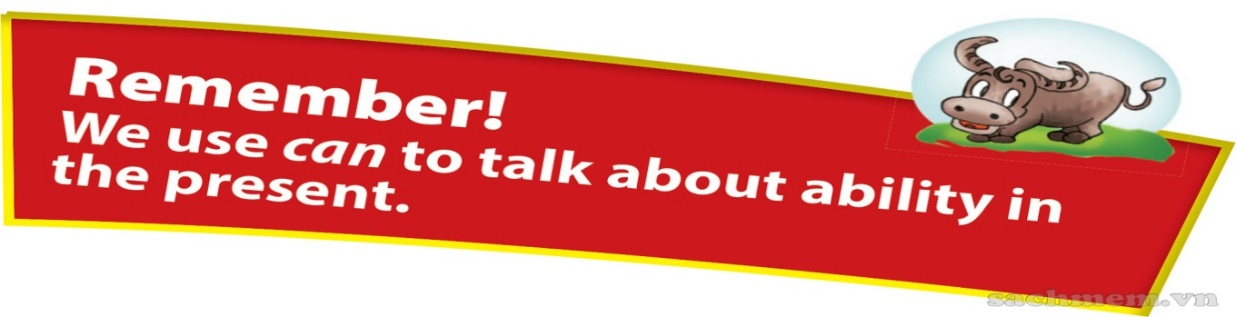 Remember!
We use can to talk about ability in
the present.
sachmem.vn